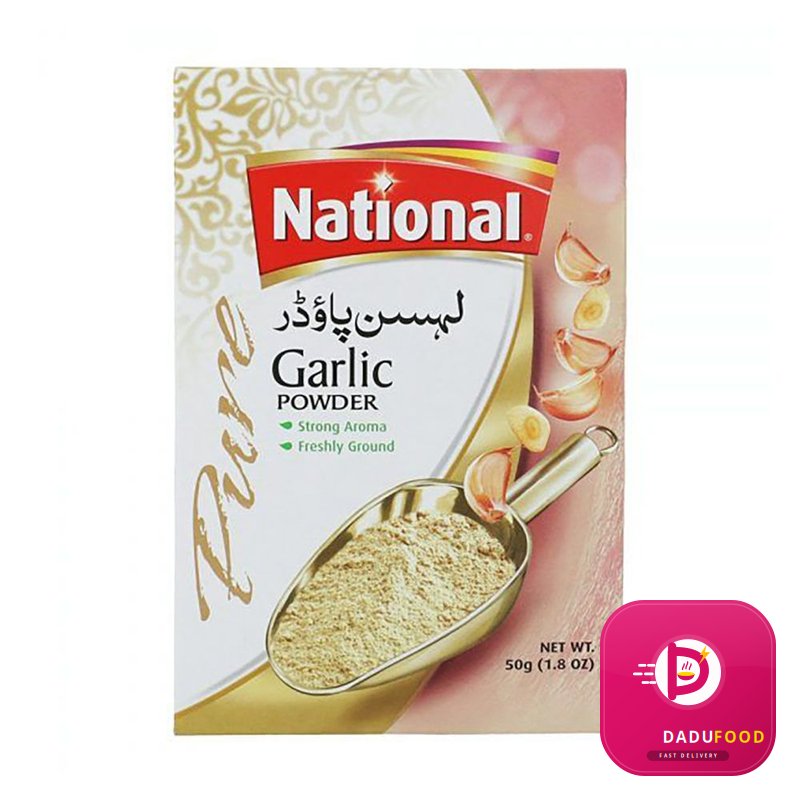 National®
لہسن پاؤڈر
Garlic
POWDER
Strong Aroma
Freshly Ground
Pure
NET WT.
50g (1.8 OZ)
DADUFOOD
FAST DELIVERY